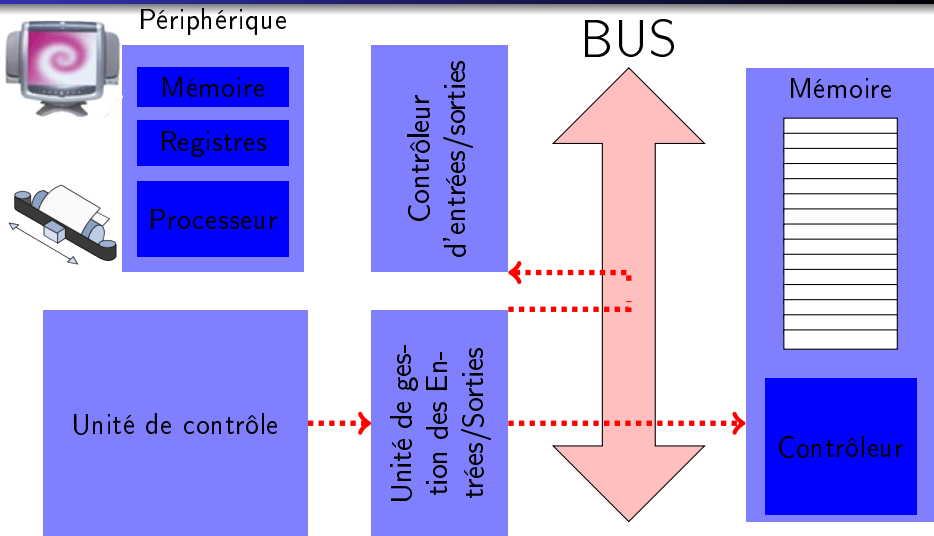 Périphérique
Mémoire
Registres
Processeur
Contrôleur
d'entrées/sorties
BUS
Mémoire
Contrôleur
Unité de contrôle
Unité de ges-
tion des En-
trées/Sorties